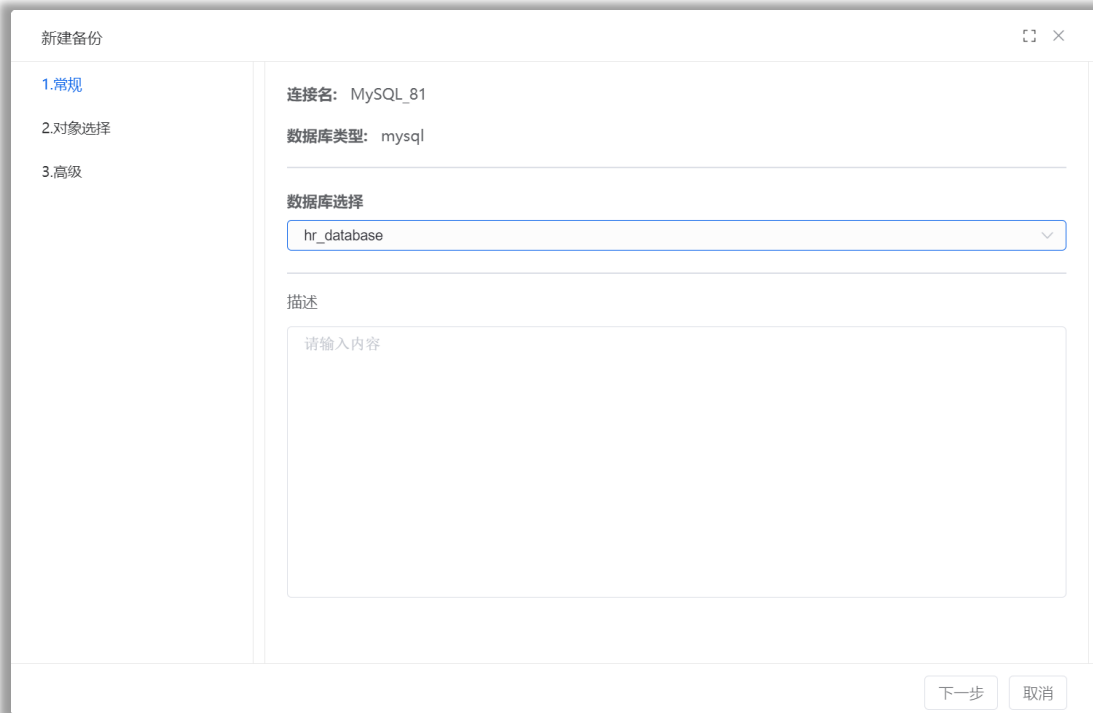 新建备份
1.常规
2.对象选择
3.高级
连接名: MySQL_81
数据库类型: mysql
数据库选择
hr_database
描述
请输入内容
下一步 取消